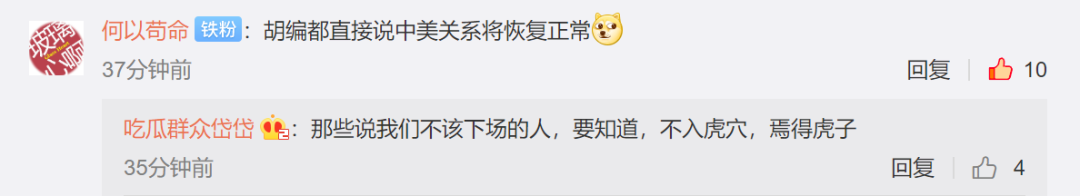 何以苟命 铁粉：胡编都直接说中美关系将恢复正常
37分钟前 回复 10
吃瓜群众岱岱：那些说我们不该下场的人，要知道，不入虎穴，焉得虎子
35分钟前 回复 4